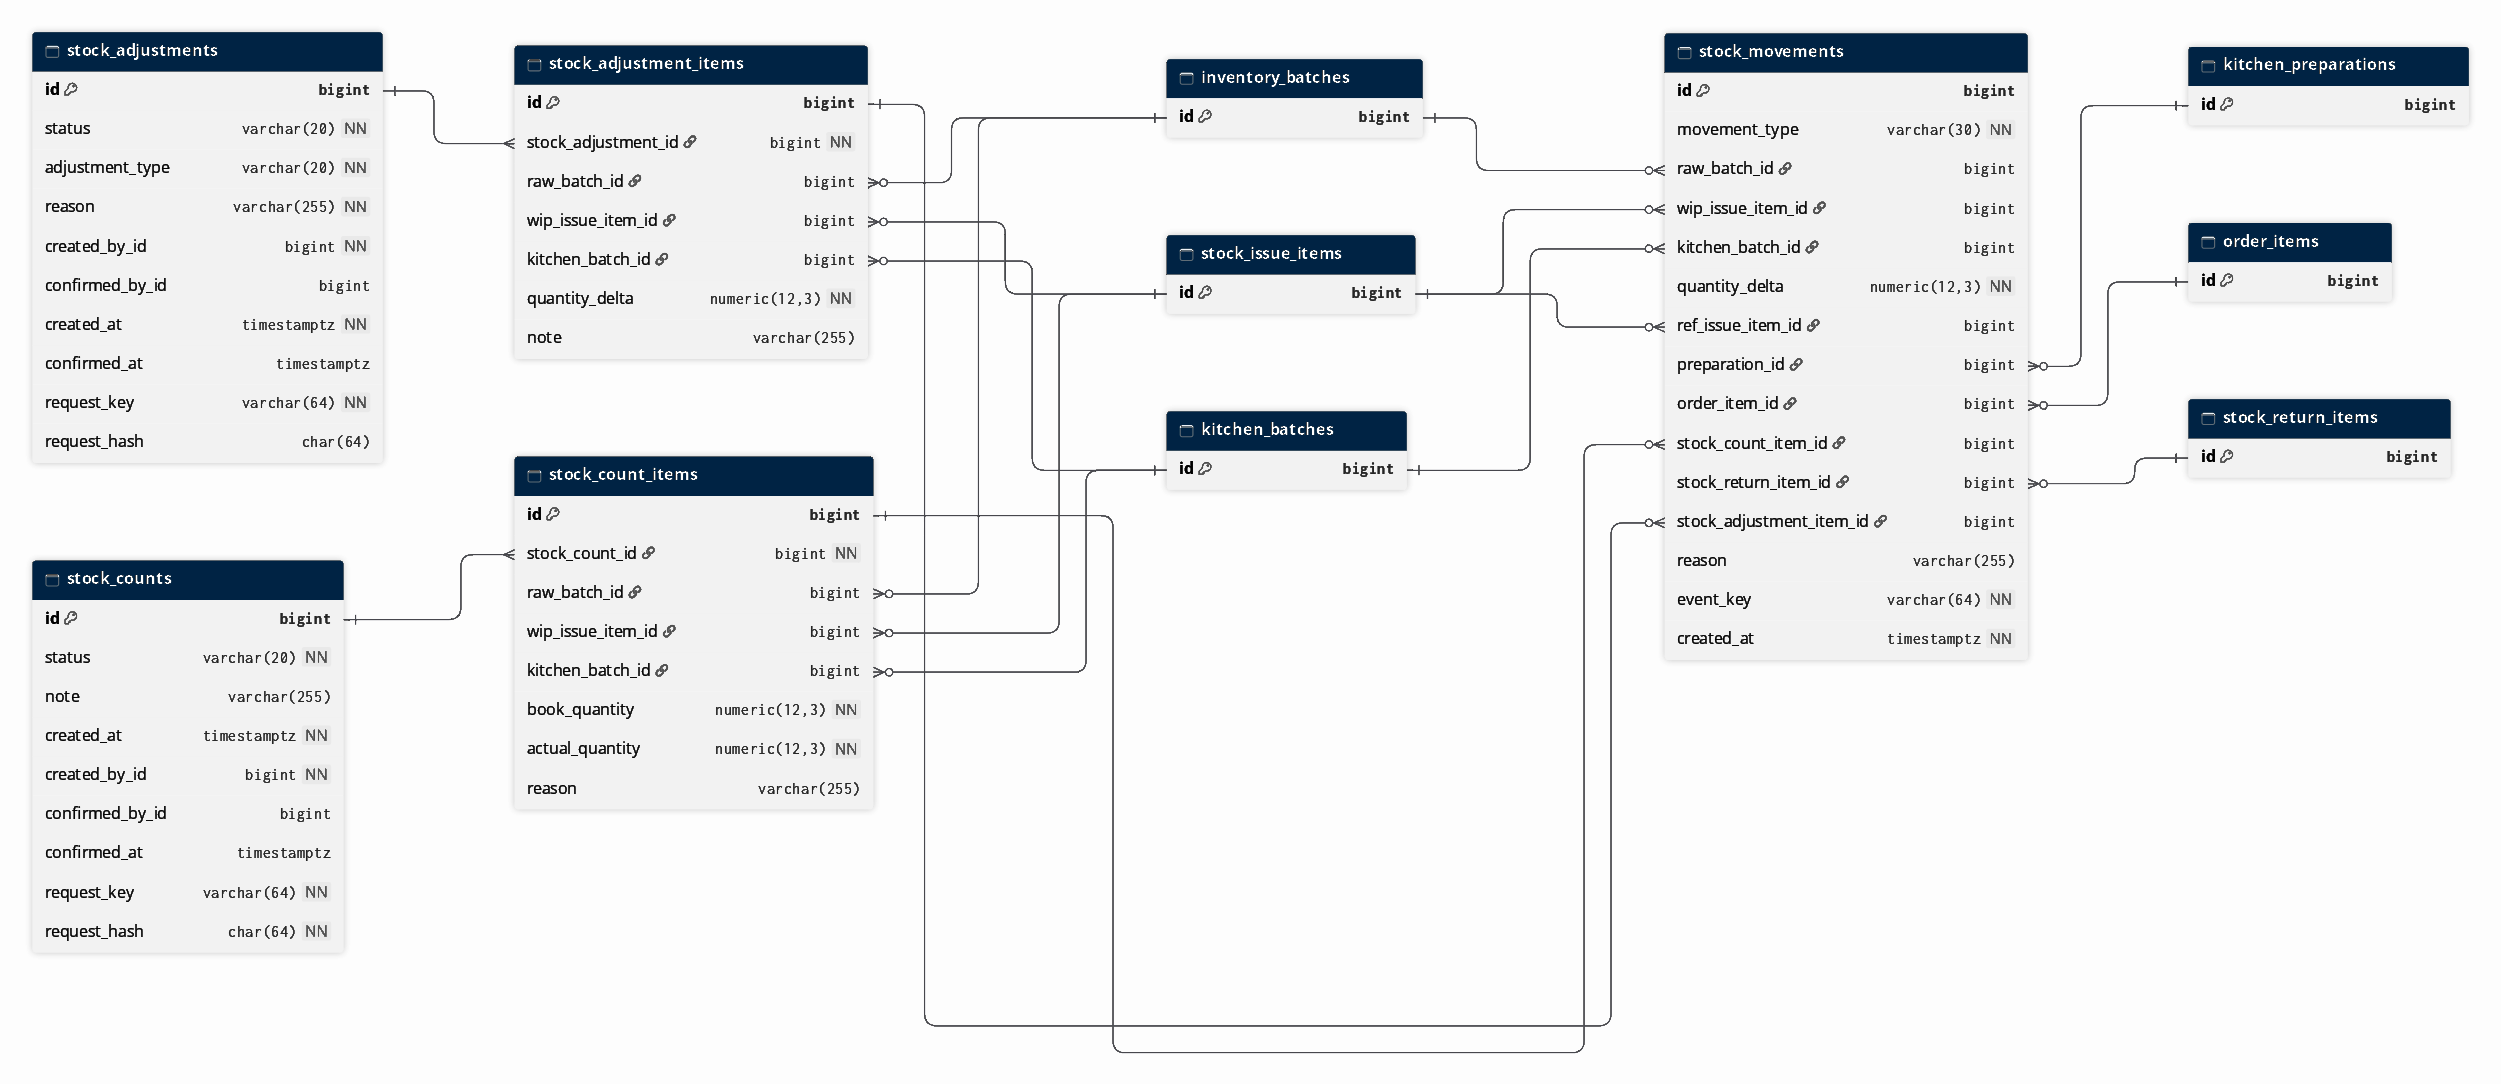 stock_adjustments
id bigint
status varchar(20) NN
adjustment_type varchar(20) NN
reason varchar(255) NN
created_by_id bigint NN
confirmed_by_id bigint
created_at timestamptz NN
confirmed_at timestamptz
request_key varchar(64) NN
request_hash char(64)
stock_counts
id bigint
status varchar(20) NN
note varchar(255)
created_at timestamptz NN
created_by_id bigint NN
confirmed_by_id bigint
confirmed_at timestamptz
request_key varchar(64) NN
request_hash char(64) NN
stock_adjustment_items
id bigint
stock_adjustment_id bigint NN
raw_batch_id bigint
wip_issue_item_id bigint
kitchen_batch_id bigint
quantity_delta numeric(12,3) NN
note varchar(255)
stock_count_items
id bigint
stock_count_id bigint NN
raw_batch_id bigint
wip_issue_item_id bigint
kitchen_batch_id bigint
book_quantity numeric(12,3) NN
actual_quantity numeric(12,3) NN
reason varchar(255)
inventory_batches
id bigint
stock_issue_items
id bigint
kitchen_batches
id bigint
stock_movements
id bigint
movement_type varchar(30) NN
raw_batch_id bigint
wip_issue_item_id bigint
kitchen_batch_id bigint
quantity_delta numeric(12,3) NN
ref_issue_item_id bigint
preparation_id bigint
order_item_id bigint
stock_count_item_id bigint
stock_return_item_id bigint
stock_adjustment_item_id bigint
reason varchar(255)
event_key varchar(64) NN
created_at timestamptz NN
kitchen_preparations
id bigint
order_items
id bigint
stock_return_items
id bigint